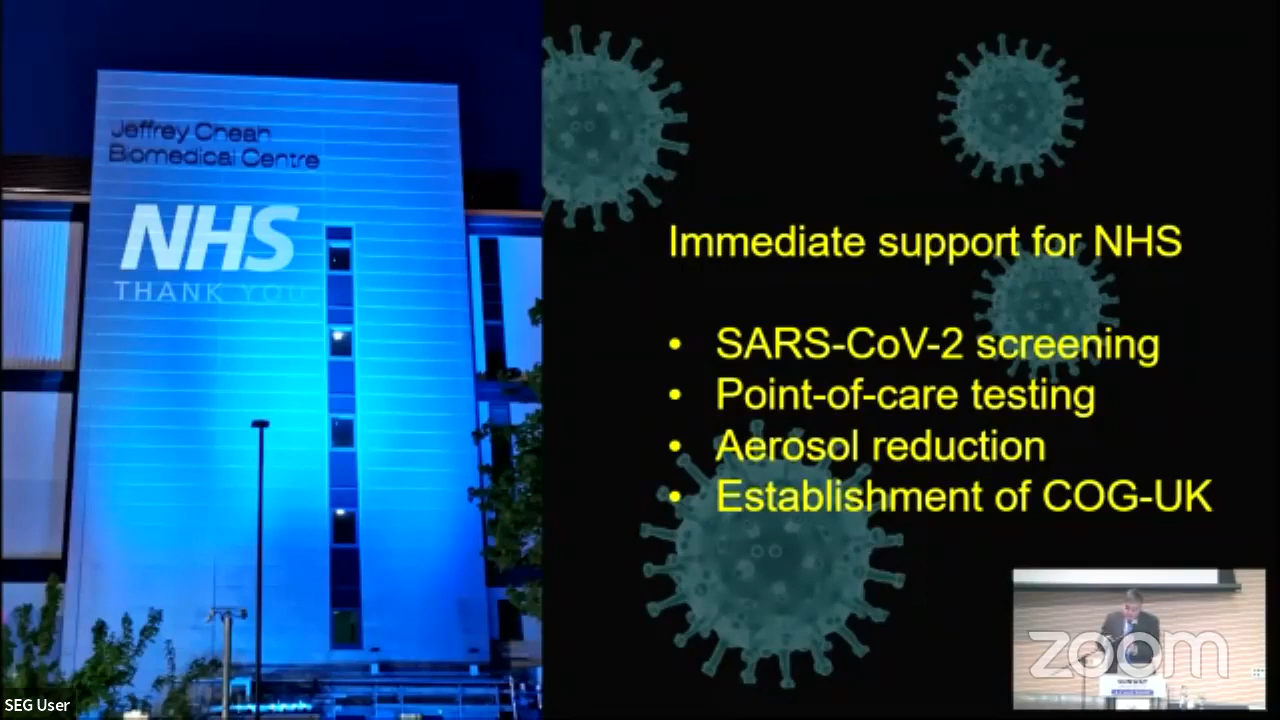 Jeffrey Cheah
Biomedical Centre
NHS
THANK YOU
Immediate support for NHS
• SARS-CoV-2 screening
• Point-of-care testing
• Aerosol reduction
• Establishment of COG-UK
zoom
SEG User